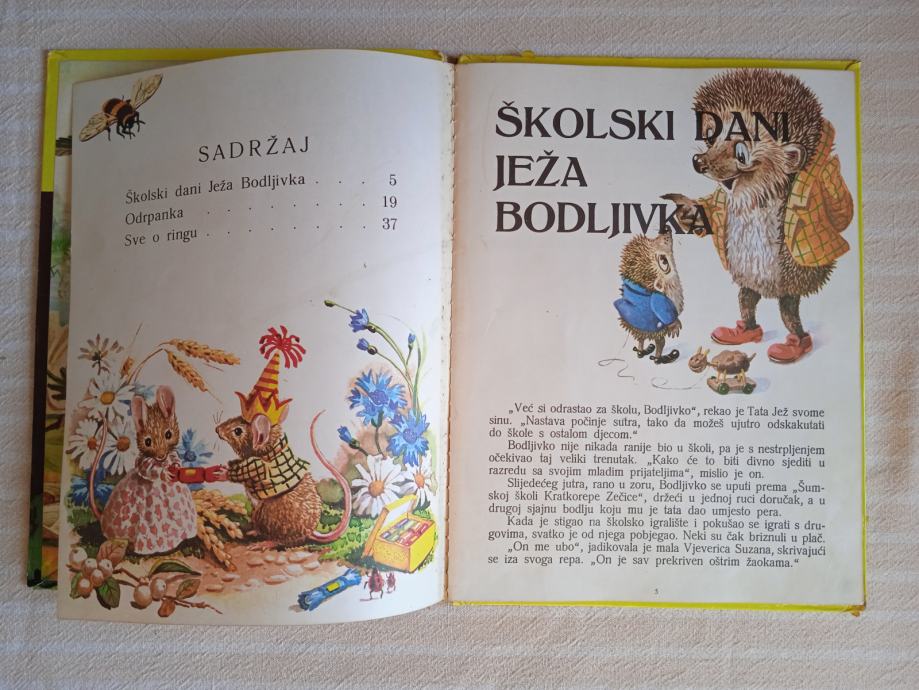 SADRŽAJ
Školski dani Ježa Bodljivka . . . 5
Odrpanka . . . . . . . . 19
Sve o ringu . . . . . . . . 37
ŠKOLSKI DANI
JEŽA
BODLJIVKA
„Već si odrastao za školu, Bodljivko“, rekao je Tata Jež svome
sinu. „Nastava počinje sutra, tako da možeš ujutro odskakutati
do škole s ostalom djecom.“
Bodljivko nije nikada ranije bio u školi, pa je s nestrpljenjem
očekivao taj veliki trenutak. „Kako će to biti divno sjediti u
razredu sa svojim mladim prijateljima“, mislio je on.
Slijedećeg jutra, rano u zoru, Bodljivko se uputi prema „Šum-
skoj školi Kratkorepe Zečice“, držeći u jednoj ruci doručak, a u
drugoj sjajnu bodlju koju mu je tata dao umjesto pera.
Kada je stigao na školsko igralište i pokušao se igrati s dru-
govima, svatko je od njega pobjegao. Neki su čak briznuli u plač.
„On me ubo“, jadikovala je mala Vjeverica Suzana, skrivajući
se iza svoga repa. „On je sav prekriven oštrim žaokama.“
5